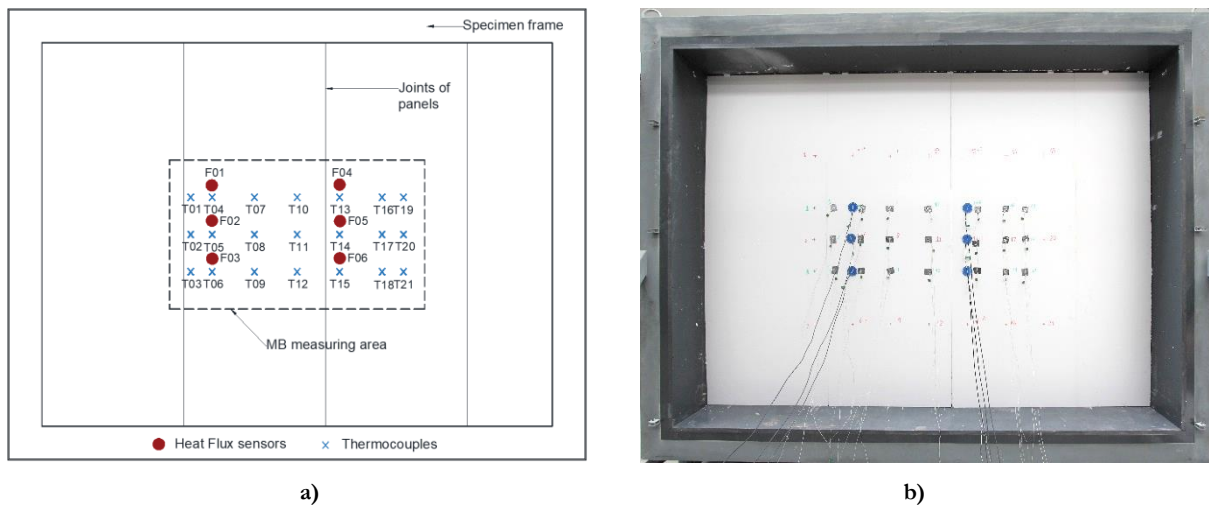 Specimen frame
Joints of
panels
F01 F04
T01 T04 T07 T10 T13 T16 T19
F02 F05
T02 T05 T08 T11 T14 T17 T20
F03 F06
T03 T06 T09 T12 T15 T18 T21
MB measuring area
Heat Flux sensors Thermocouples
a) b)